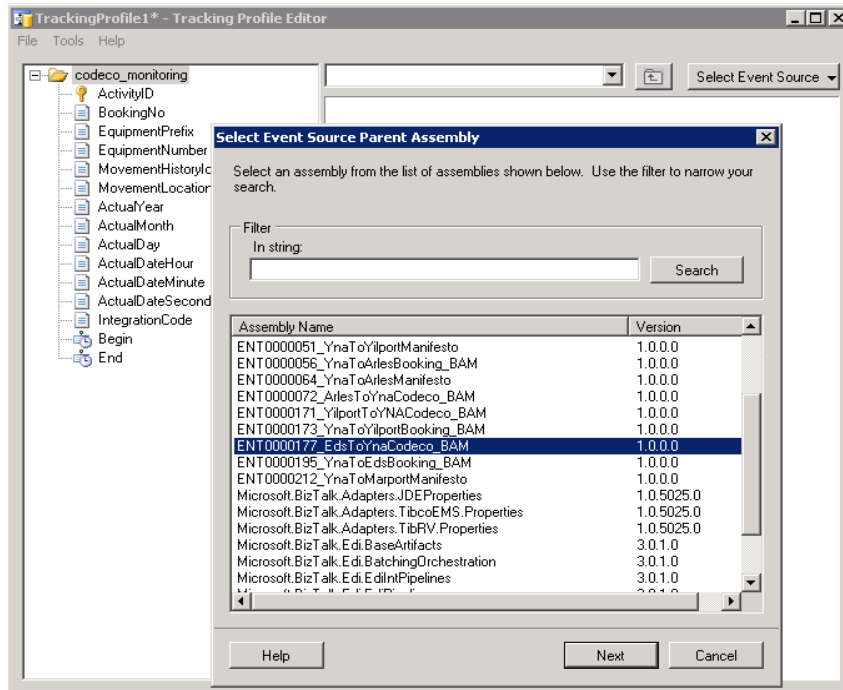 TrackingProfile1* - Tracking Profile Editor
File Tools Help
codeco_monitoring
Select Event Source
ActivityID
BookingNo
EquipmentPrefix
EquipmentNumber
MovementHistoryIc
MovementLocation
ActualYear
ActualMonth
ActualDay
ActualDateHour
ActualDateMinute
ActualDateSecond
IntegrationCode
Begin
End
Select Event Source Parent Assembly
Select an assembly from the list of assemblies shown below. Use the filter to narrow your
search.
Filter
In string:
Search
Assembly Name Version
ENT0000051_YnaToYilportManifesto 1.0.0.0
ENT0000056_YnaToArlesBooking_BAM 1.0.0.0
ENT0000064_YnaToArlesManifesto 1.0.0.0
ENT0000072_ArlesToYnaCodeco_BAM 1.0.0.0
ENT0000171_YilportToYNACodeco_BAM 1.0.0.0
ENT0000173_YnaToYilportBooking_BAM 1.0.0.0
ENT0000177_EdsToYnaCodeco_BAM 1.0.0.0
ENT0000195_YnaToEdsBooking_BAM 1.0.0.0
ENT0000212_YnaToMarportManifesto 1.0.0.0
Microsoft.BizTalk.Adapters.JDEProperties 1.0.5025.0
Microsoft.BizTalk.Adapters.TibcoEMS.Properties 1.0.5025.0
Microsoft.BizTalk.Adapters.TibRV.Properties 1.0.5025.0
Microsoft.BizTalk.Edi.BaseArtifacts 3.0.1.0
Microsoft.BizTalk.Edi.BatchingOrchestration 3.0.1.0
Microsoft.BizTalk.Edi.EdiIntPipelines 3.0.1.0
Help Next Cancel